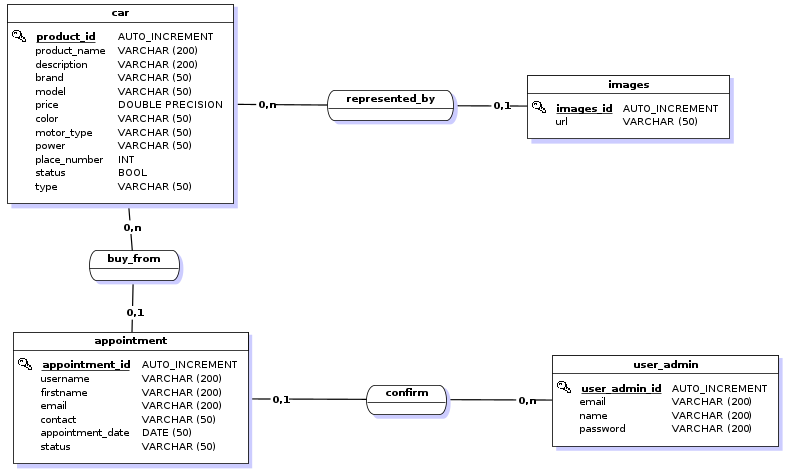 car
product_id AUTO_INCREMENT
product_name VARCHAR (200)
description VARCHAR (200)
brand VARCHAR (50)
model VARCHAR (50)
price DOUBLE PRECISION
color VARCHAR (50)
motor_type VARCHAR (50)
power VARCHAR (50)
place_number INT
status BOOL
type VARCHAR (50)
0,n
represented_by
0,1
images
images_id AUTO_INCREMENT
url VARCHAR (50)
0,n
buy_from
0,1
appointment
appointment_id AUTO_INCREMENT
username VARCHAR (200)
firstname VARCHAR (200)
email VARCHAR (200)
contact VARCHAR (50)
appointment_date DATE (50)
status VARCHAR (50)
0,1
confirm
0,n
user_admin
user_admin_id AUTO_INCREMENT
email VARCHAR (200)
name VARCHAR (200)
password VARCHAR (200)